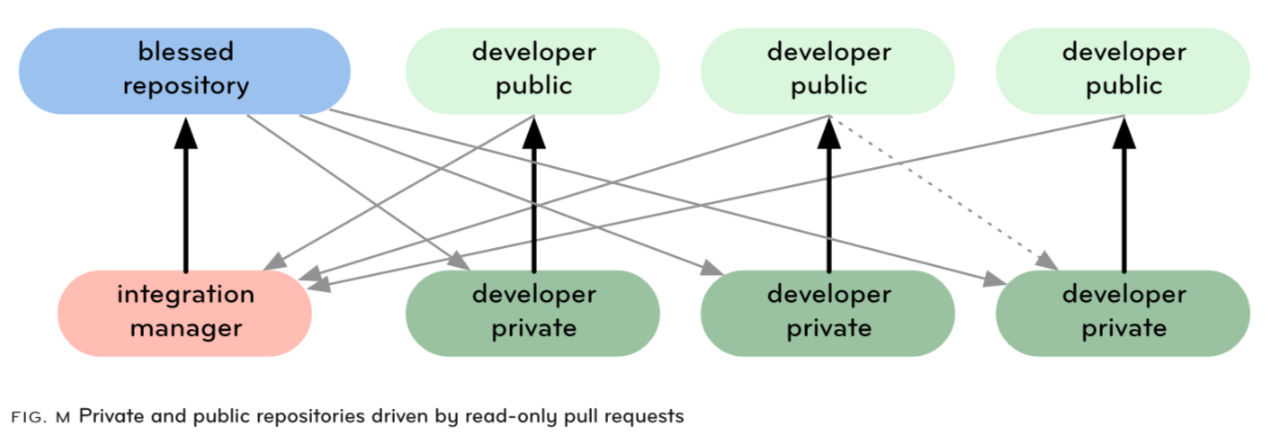 blessed
repository
developer
public
developer
public
developer
public
integration
manager
developer
private
developer
private
developer
private
FIG. M Private and public repositories driven by read-only pull requests